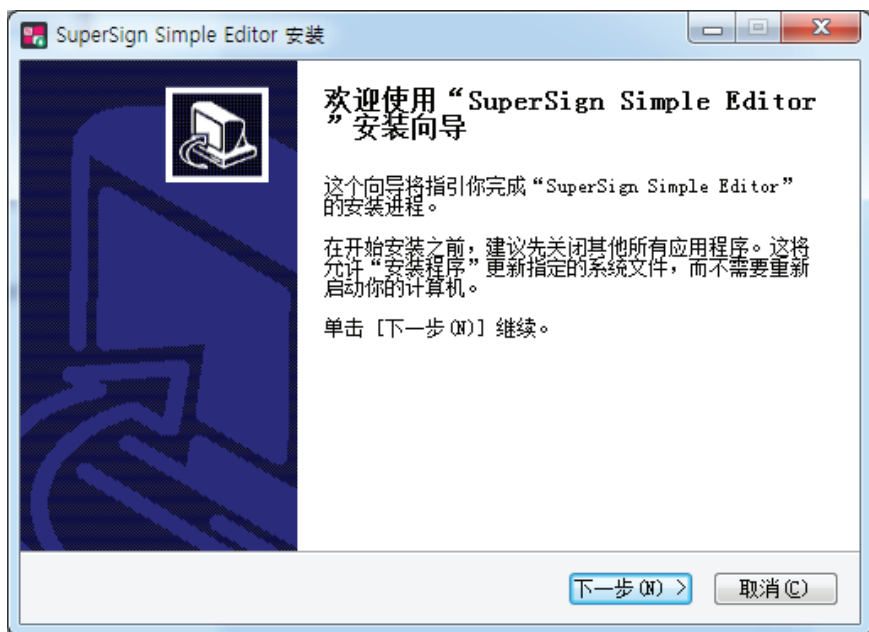 SuperSign Simple Editor 安装
欢迎使用“SuperSign Simple Editor
”安装向导
这个向导将指引你完成“SuperSign Simple Editor”
的安装进程。
在开始安装之前，建议先关闭其他所有应用程序。这将
允许“安装程序”更新指定的系统文件，而不需要重新
启动你的计算机。
单击 [下一步(N)] 继续。
下一步(N) >
取消(C)